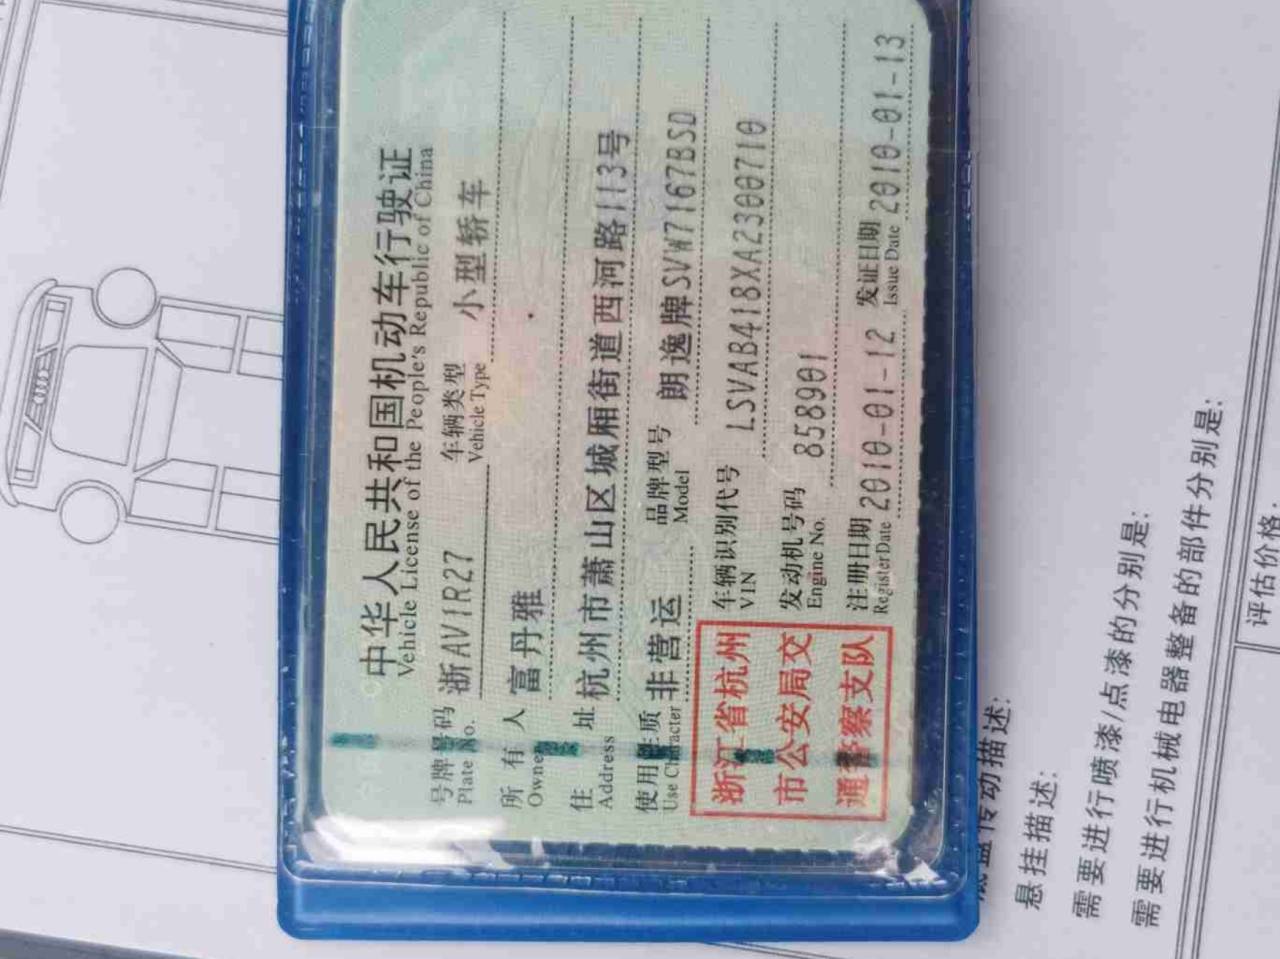 中华人民共和国机动车行驶证
Vehicle License of the People's Republic of China
号牌号码 浙AV1R27 车辆类型 小型轿车
Plate No. Vehicle Type
所有人 富丹雅
Owner
住址 杭州市萧山区城厢街道西河路113号
Address
使用性质 非营运 品牌型号 朗逸牌SVW7167BSD
Use Character Model
浙江省杭州
市公安局交
通警察支队
车辆识别代号 LSVAB418XA2300710
VIN
发动机号码 858901
Engine No.
注册日期 2010-01-12 发证日期 2010-01-13
Register Date Issue Date
传动描述:
悬挂描述:
需要进行喷漆/点漆的分别是:
需要进行机械电器整备的部件分别是:
评估价格: